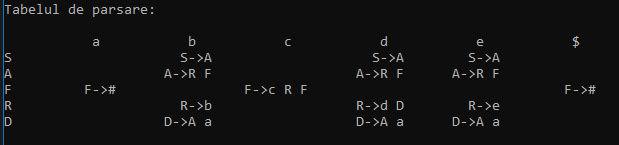 Tabelul de parsare:
a b c d e $
S S->A S->A S->A
A A->R F A->R F A->R F
F F->#  F->c R F F->#
R R->b R->d D R->e
D D->A a D->A a D->A a